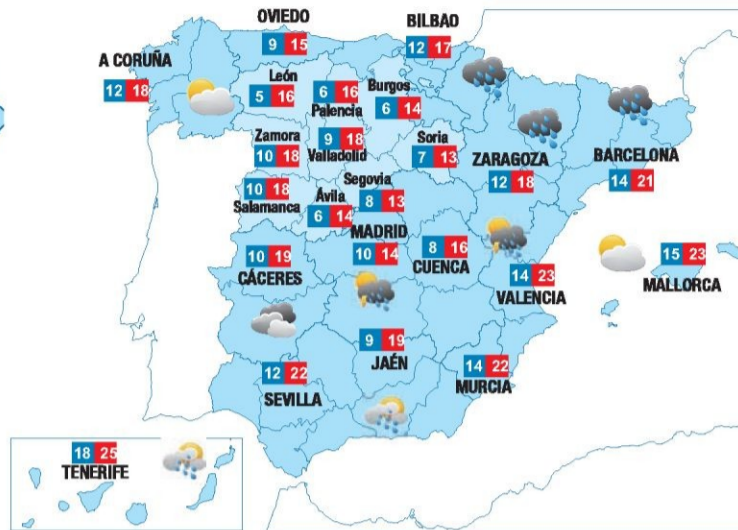 OVIEDO
9 15
BILBAO
12 17
A CORUÑA
12 18
León
5 16
6 16
Palencia
Burgos
6 14
Zamora
10 18
9 18
Valladolid
Soria
7 13
ZARAGOZA
12 18
BARCELONA
14 21
10 18
Salamanca
Ávila
6 14
Segovia
8 13
MADRID
10 14
8 16
CUENCA
10 19
CÁCERES
14 23
VALENCIA
15 23
MALLORCA
9 19
JAÉN
12 22
SEVILLA
14 22
MURCIA
18 25
TENERIFE